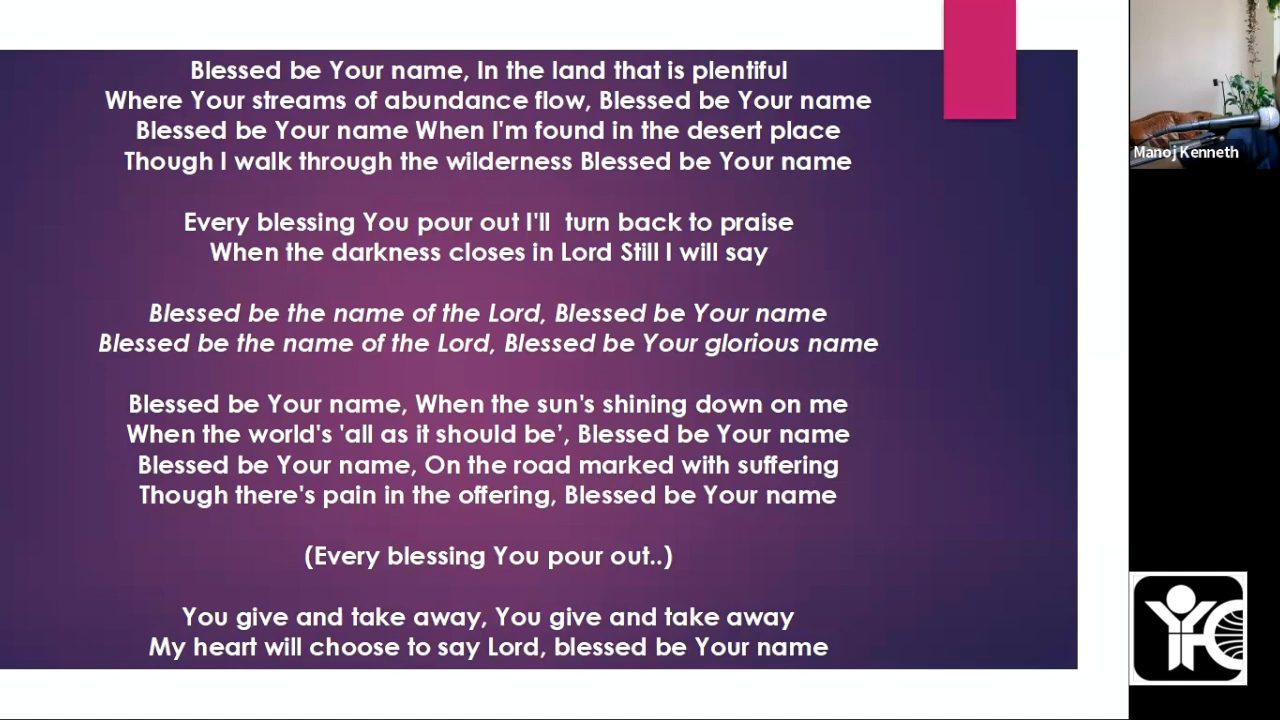 Blessed be Your name, In the land that is plentiful
Where Your streams of abundance flow, Blessed be Your name
Blessed be Your name When I'm found in the desert place
Though I walk through the wilderness Blessed be Your name
Every blessing You pour out I'll  turn back to praise
When the darkness closes in Lord Still I will say
Blessed be the name of the Lord, Blessed be Your name
Blessed be the name of the Lord, Blessed be Your glorious name
Blessed be Your name, When the sun's shining down on me
When the world's 'all as it should be’, Blessed be Your name
Blessed be Your name, On the road marked with suffering
Though there's pain in the offering, Blessed be Your name
(Every blessing You pour out..)
You give and take away, You give and take away
My heart will choose to say Lord, blessed be Your name
Manoj Kenneth
YFC